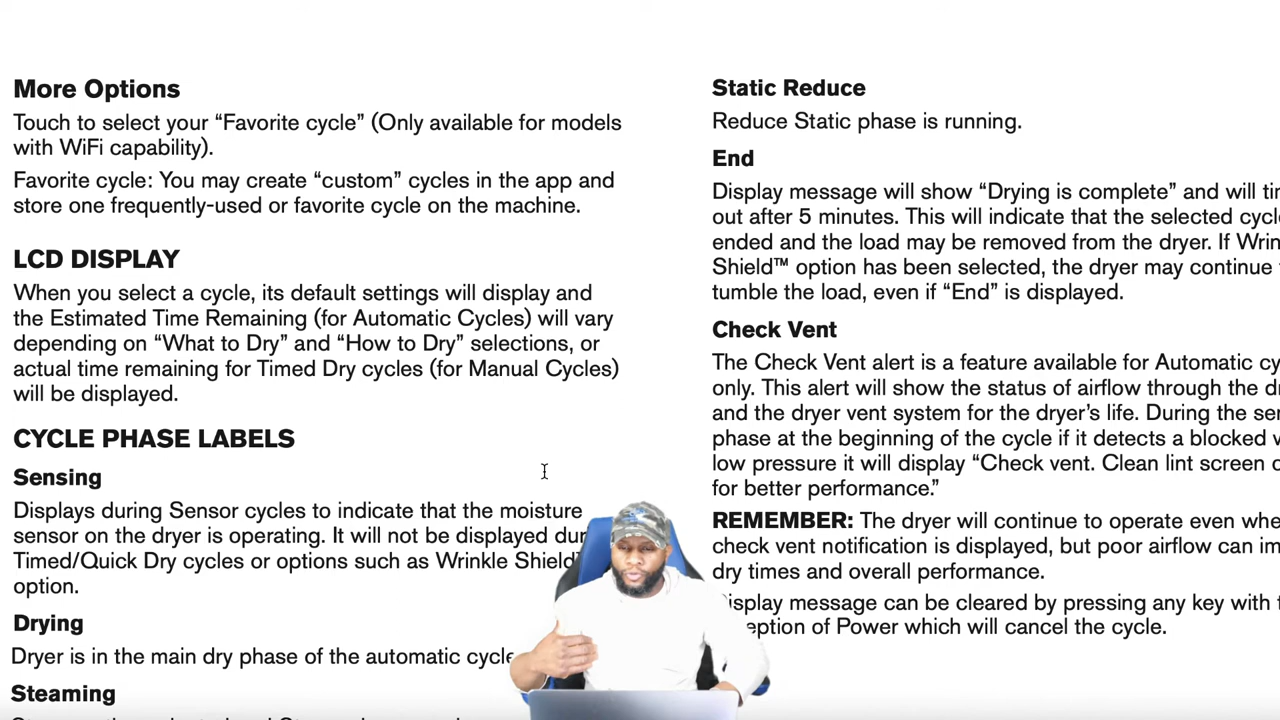 More Options
Touch to select your “Favorite cycle” (Only available for models
with WiFi capability).
Favorite cycle: You may create “custom” cycles in the app and
store one frequently-used or favorite cycle on the machine.
LCD DISPLAY
When you select a cycle, its default settings will display and
the Estimated Time Remaining (for Automatic Cycles) will vary
depending on “What to Dry” and “How to Dry” selections, or
actual time remaining for Timed Dry cycles (for Manual Cycles)
will be displayed.
CYCLE PHASE LABELS
Sensing
Displays during Sensor cycles to indicate that the moisture
sensor on the dryer is operating. It will not be displayed
Timed/Quick Dry cycles or options such as Wrinkle Shield
option.
Drying
Dryer is in the main dry phase of the automatic cycle
Steaming
Static Reduce
Reduce Static phase is running.
End
Display message will show “Drying is complete” and will
out after 5 minutes. This will indicate that the selected
ended and the load may be removed from the dryer. If
Shield™ option has been selected, the dryer may continue
tumble the load, even if “End” is displayed.
Check Vent
The Check Vent alert is a feature available for Automatic
only. This alert will show the status of airflow through the
and the dryer vent system for the dryer’s life. During the
phase at the beginning of the cycle if it detects a blocked
low pressure it will display “Check vent. Clean lint screen
for better performance.”
REMEMBER: The dryer will continue to operate even
check vent notification is displayed, but poor airflow can
dry times and overall performance.
message can be cleared by pressing any key with
of Power which will cancel the cycle.